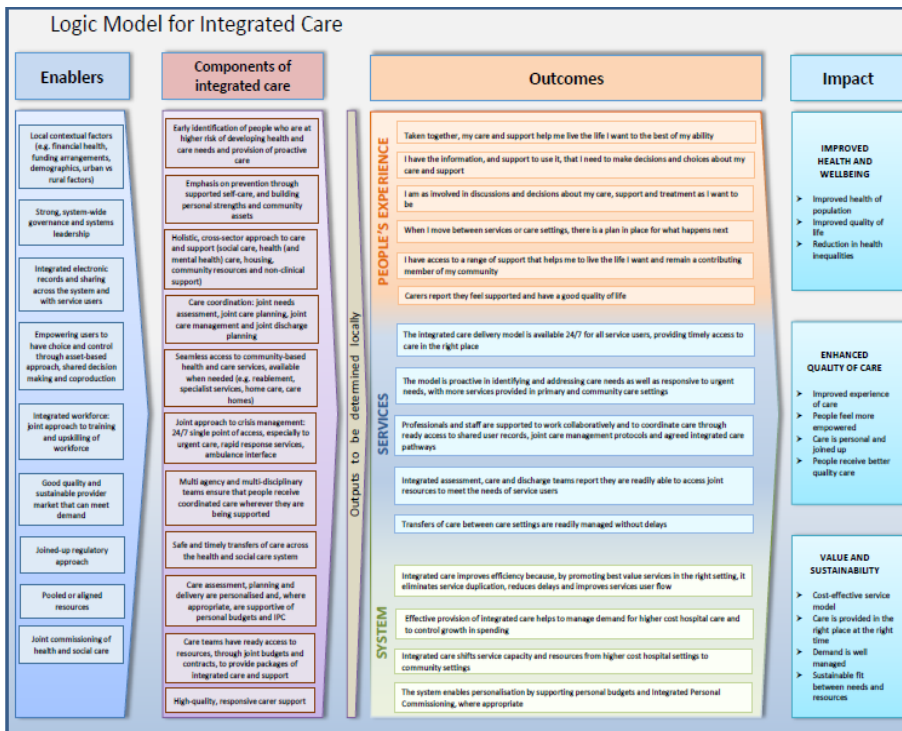 Logic Model for Integrated Care
Enablers
Components of
integrated care
Outcomes
Impact
Local contextual factors
(e.g. financial health,
funding arrangements,
demographics, urban vs
rural factors)
Strong, system-wide
governance and systems
leadership
Integrated electronic
records and sharing
across the system and
with service users
Empowering users to
have choice and control
through asset-based
approach, shared decision
making and coproduction
Integrated workforce:
joint approach to training
and upskilling of
workforce
Good quality and
sustainable provider
market that can meet
demand
Joined-up regulatory
approach
Pooled or aligned
resources
Joint commissioning of
health and social care
Early identification of people who are at
higher risk of developing health and
care needs and provision of proactive
care
Emphasis on prevention through
supported self-care, and building
personal strengths and community
assets
Holistic, cross-sector approach to care
and support (social care, health (and
mental health) care, housing,
community resources and non-clinical
support)
Care coordination: joint needs
assessment, joint care planning, joint
care management and joint discharge
planning
Seamless access to community-based
health and care services, available
when needed (e.g. reablement,
specialist services, home care, care
homes)
Joint approach to crisis management:
24/7 single point of access, especially to
urgent care, rapid response services,
ambulance interface
Multi agency and multi-disciplinary
teams ensure that people receive
coordinated care wherever they are
being supported
Safe and timely transfers of care across
the health and social care system
Care assessment, planning and
delivery are personalised and, where
appropriate, are supportive of
personal budgets and IPC
Care teams have ready access to
resources, through joint budgets and
contracts, to provide packages of
integrated care and support
High-quality, responsive carer support
Outputs to be determined locally
PEOPLE'S EXPERIENCE
Taken together, my care and support help me live the life I want to the best of my ability
I have the information, and support to use it, that I need to make decisions and choices about my
care and support
I am as involved in discussions and decisions about my care, support and treatment as I want to
be
When I move between services or care settings, there is a plan in place for what happens next
I have access to a range of support that helps me to live the life I want and remain a contributing
member of my community
Carers report they feel supported and have a good quality of life
SERVICES
The integrated care delivery model is available 24/7 for all service users, providing timely access to
care in the right place
The model is proactive in identifying and addressing care needs as well as responsive to urgent
needs, with more services provided in primary and community care settings
Professionals and staff are supported to work collaboratively and to coordinate care through
ready access to shared user records, joint care management protocols and agreed integrated care
pathways
Integrated assessment, care and discharge teams report they are readily able to access joint
resources to meet the needs of service users
Transfers of care between care settings are readily managed without delays
SYSTEM
Integrated care improves efficiency because, by promoting best value services in the right setting, it
eliminates service duplication, reduces delays and improves services user flow
Effective provision of integrated care helps to manage demand for higher cost hospital care and
to control growth in spending
Integrated care shifts service capacity and resources from higher cost hospital settings to
community settings
The system enables personalisation by supporting personal budgets and Integrated Personal
Commissioning, where appropriate
IMPROVED
HEALTH AND
WELLBEING
➤ Improved health of
population
➤ Improved quality of
life
➤ Reduction in health
inequalities
ENHANCED
QUALITY OF CARE
➤ Improved experience
of care
➤ People feel more
empowered
➤ Care is personal and
joined up
➤ People receive better
quality care
VALUE AND
SUSTAINABILITY
➤ Cost-effective service
model
➤ Care is provided in the
right place at the right
time
➤ Demand is well
managed
➤ Sustainable fit
between needs and
resources